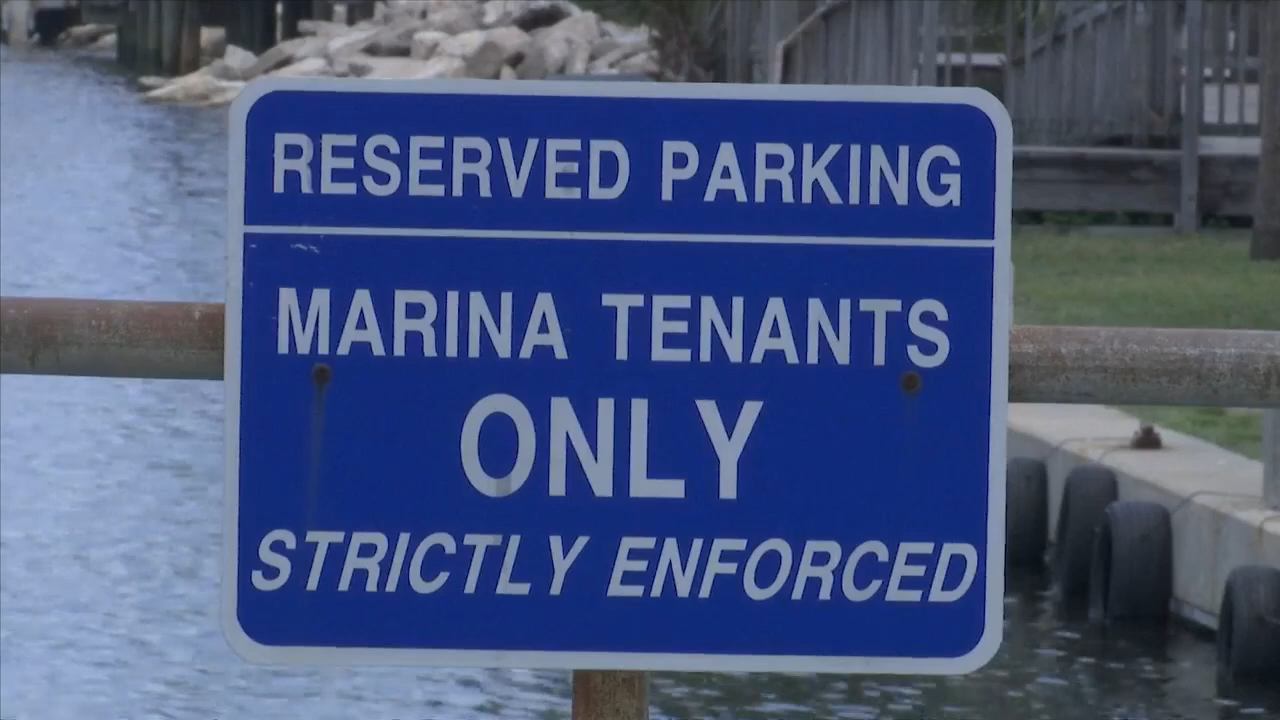 RESERVED PARKING
MARINA TENANTS
ONLY
STRICTLY ENFORCED